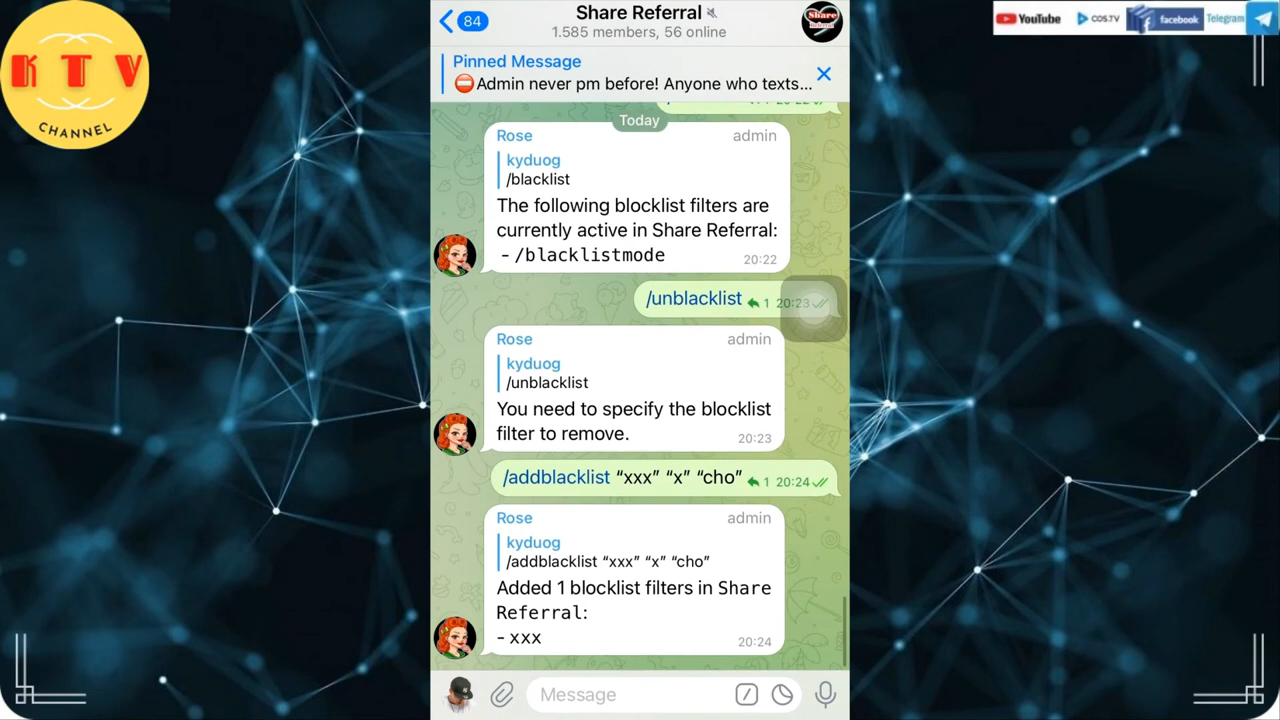 K T V
CHANNEL
YouTube COS.TV facebook Telegram
84
Share Referral
1.585 members, 56 online
Share
Pinned Message
⛔Admin never pm before! Anyone who texts...
Today
Rose admin
kyduog
/blacklist
The following blocklist filters are
currently active in Share Referral:
- /blacklistmode
20:22
/unblacklist 1 20:23
Rose admin
kyduog
/unblacklist
You need to specify the blocklist
filter to remove. 20:23
/addblacklist “xxx” “x” “cho” 1 20:24
Rose admin
kyduog
/addblacklist “xxx” “x” “cho”
Added 1 blocklist filters in Share
Referral:
- xxx 20:24
Message